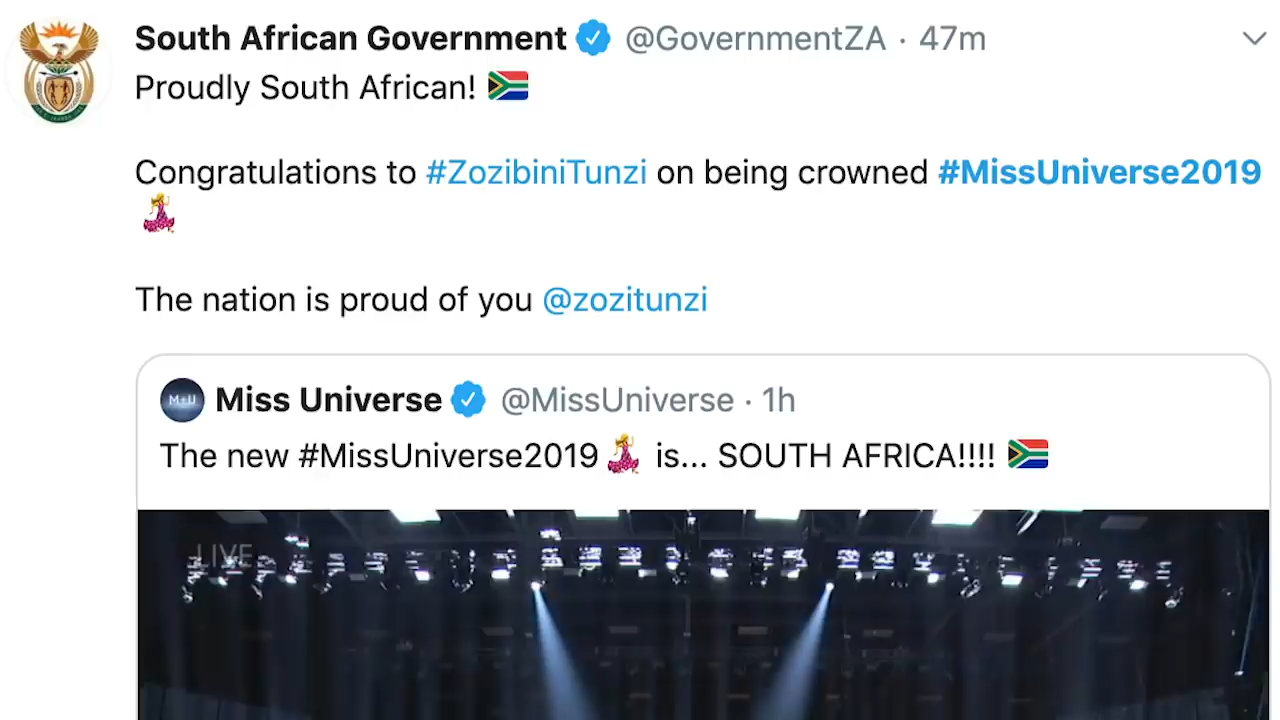 South African Government @GovernmentZA · 47m
Proudly South African! 🇿🇦
Congratulations to #ZozibiniTunzi on being crowned #MissUniverse2019
💃
The nation is proud of you @zozitunzi
M✦U
Miss Universe @MissUniverse · 1h
The new #MissUniverse2019 💃 is... SOUTH AFRICA!!!! 🇿🇦
LIVE